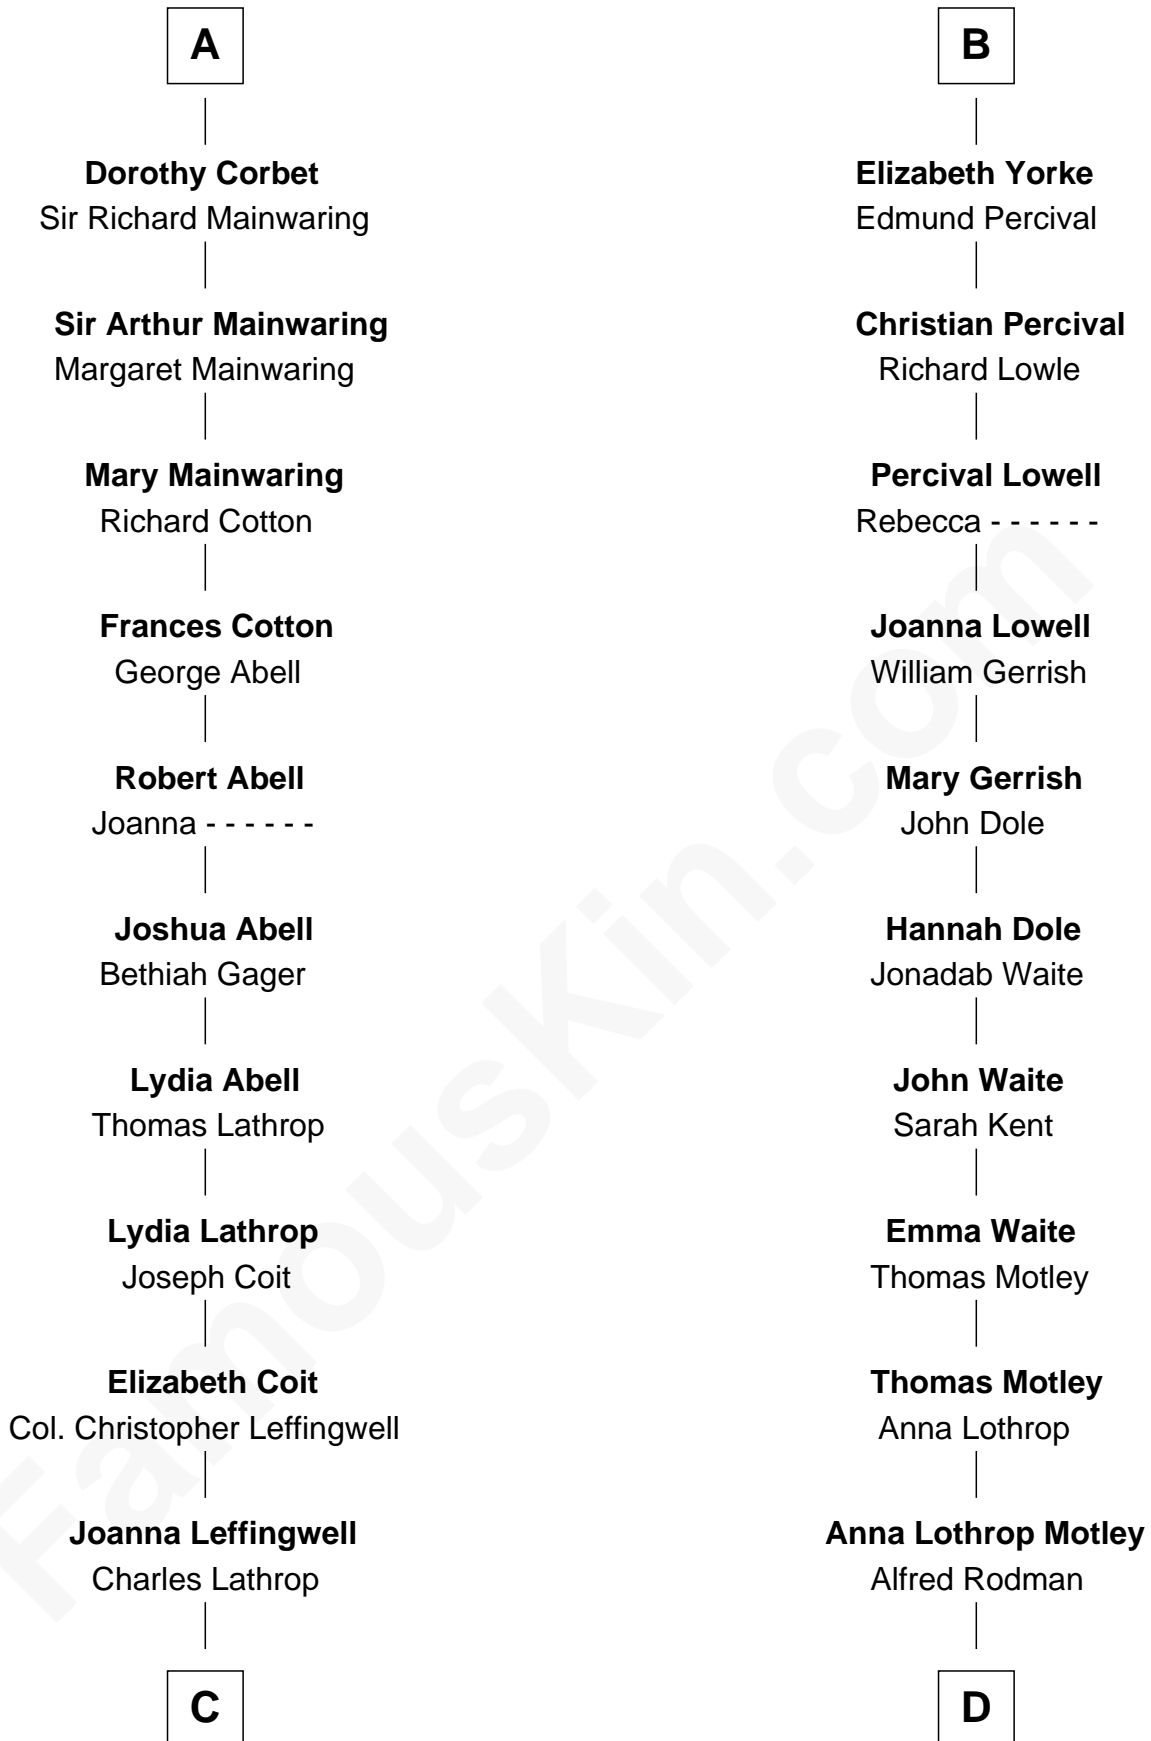 A
Dorothy Corbet
Sir Richard Mainwaring
Sir Arthur Mainwaring
Margaret Mainwaring
Mary Mainwaring
Richard Cotton
Frances Cotton
George Abell
Robert Abell
Joanna - - - - - -
Joshua Abell
Bethiah Gager
Lydia Abell
Thomas Lathrop
Lydia Lathrop
Joseph Coit
Elizabeth Coit
Col. Christopher Leffingwell
Joanna Leffingwell
Charles Lathrop
C
B
Elizabeth Yorke
Edmund Percival
Christian Percival
Richard Lowle
Percival Lowell
Rebecca - - - - - -
Joanna Lowell
William Gerrish
Mary Gerrish
John Dole
Hannah Dole
Jonadab Waite
John Waite
Sarah Kent
Emma Waite
Thomas Motley
Thomas Motley
Anna Lothrop
Anna Lothrop Motley
Alfred Rodman
D
FamousKin.com